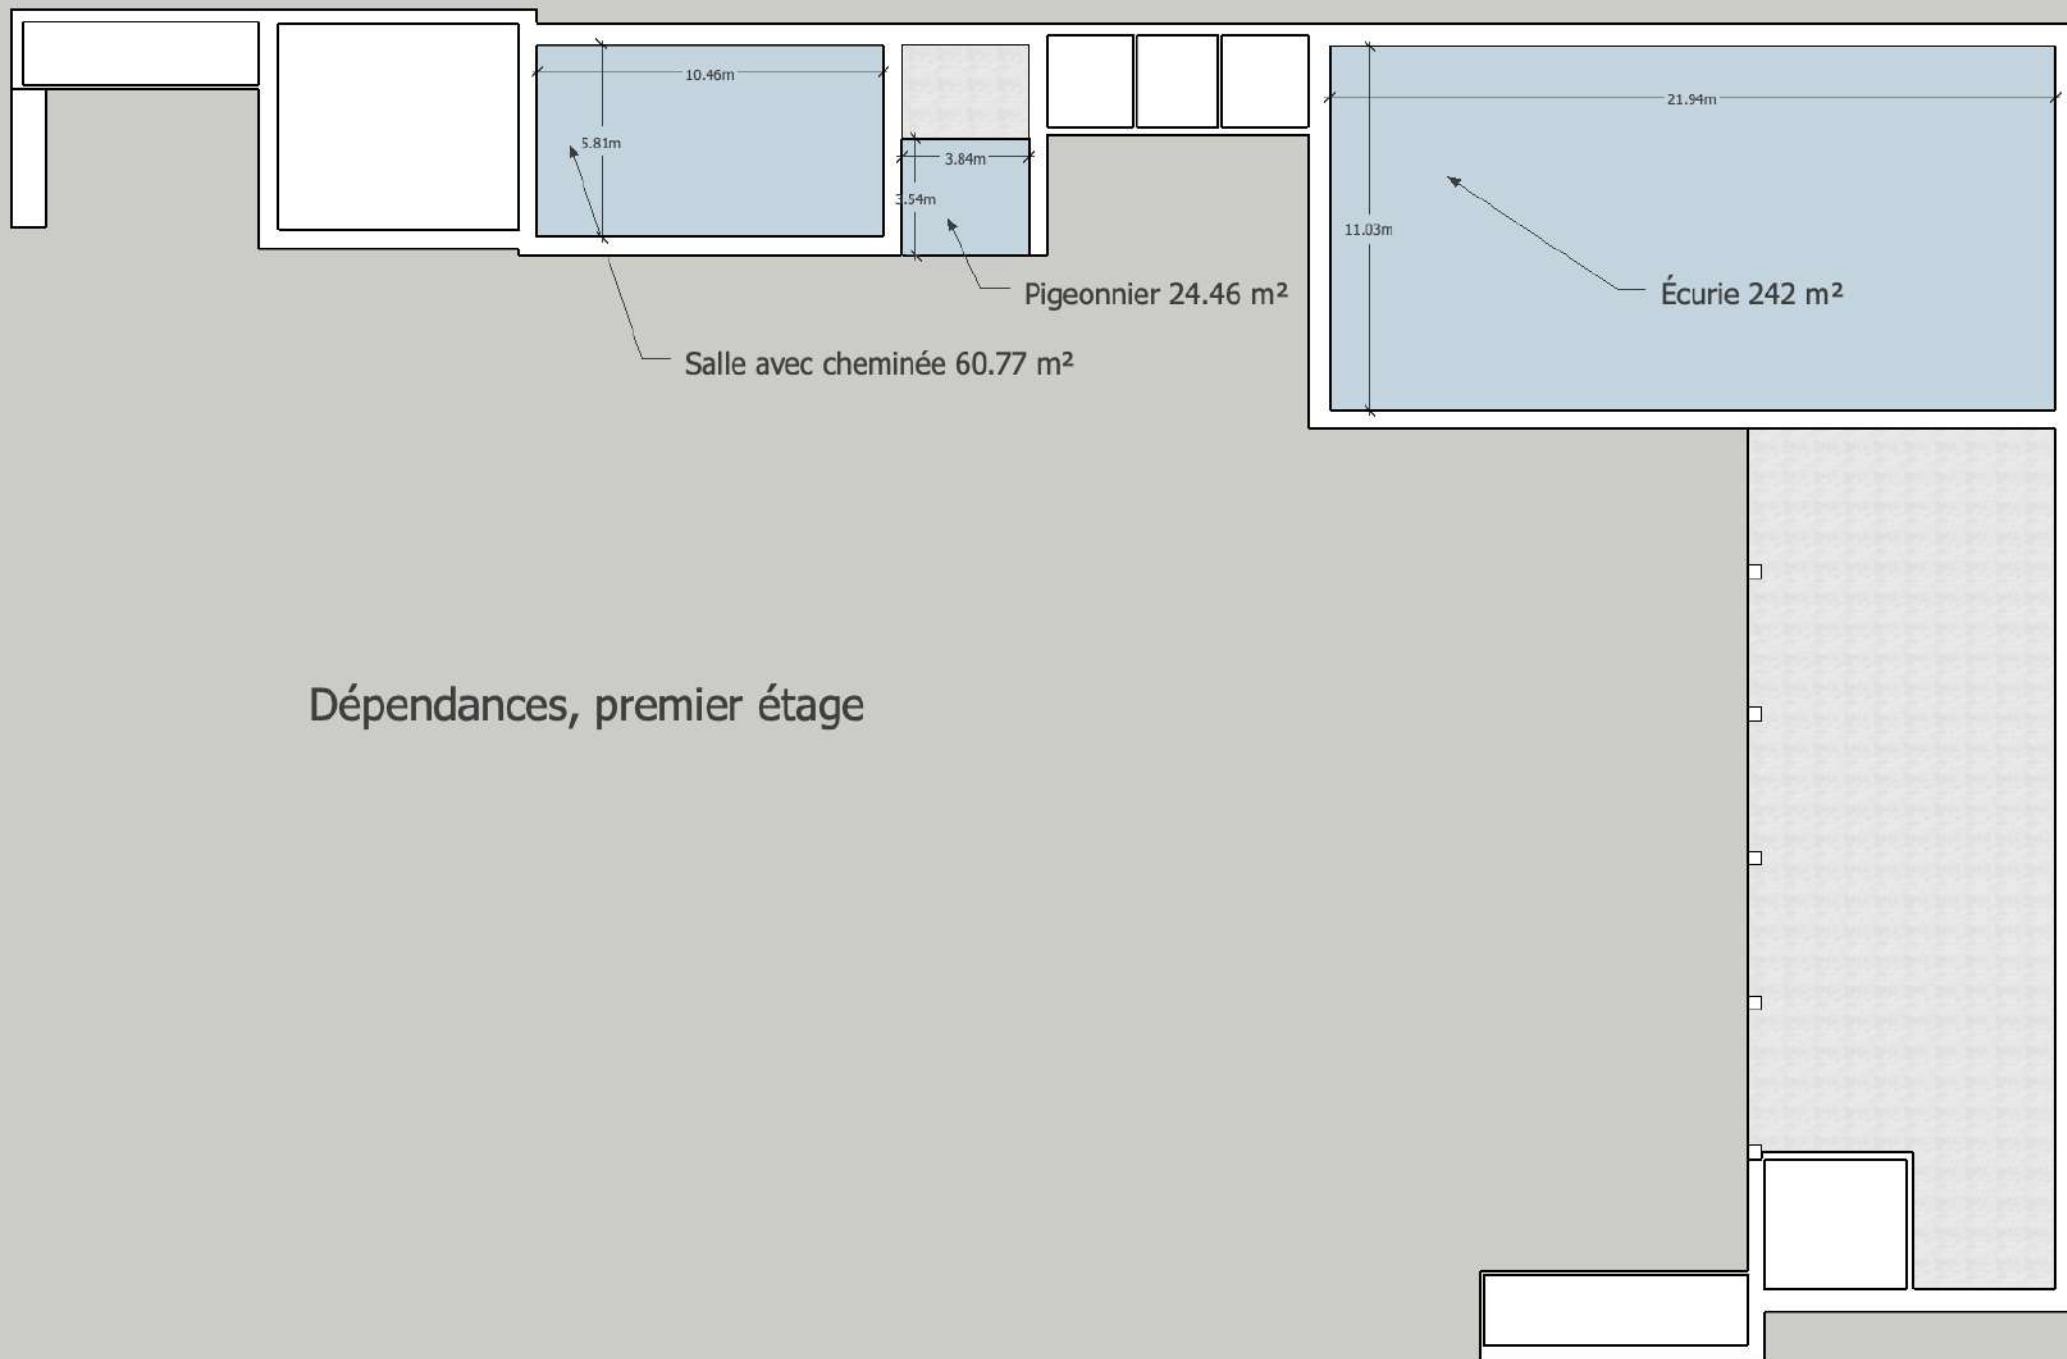 10.46m
21.94m
5.81m
3.84m
3.54m
11.03m
Pigeonnier 24.46 m²
Écurie 242 m²
Salle avec cheminée 60.77 m²
Dépendances, premier étage